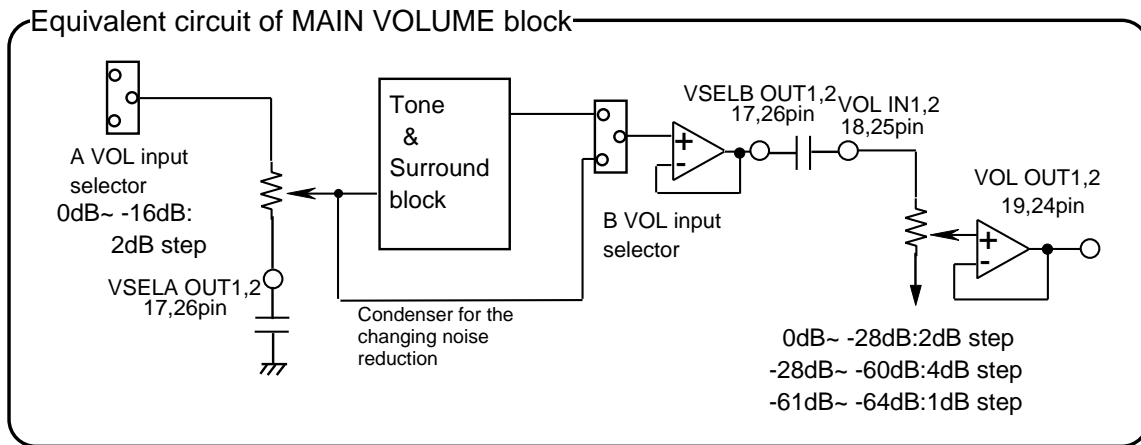 Equivalent circuit of MAIN VOLUME block
A VOL input
selector
0dB~ -16dB:
2dB step
VSELA OUT1,2
17,26pin
Tone
&
Surround
block
Condenser for the
changing noise
reduction
+
-
B VOL input
selector
VSELB OUT1,2
17,26pin
VOL IN1,2
18,25pin
VOL OUT1,2
19,24pin
+
-
0dB~ -28dB:2dB step
-28dB~ -60dB:4dB step
-61dB~ -64dB:1dB step